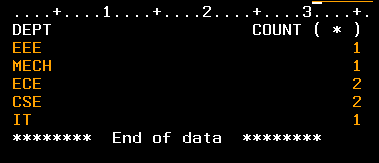 ....+....1....+....2....+....3....+.
DEPT COUNT ( * )
EEE 1
MECH 1
ECE 2
CSE 2
IT 1
******** End of data ********